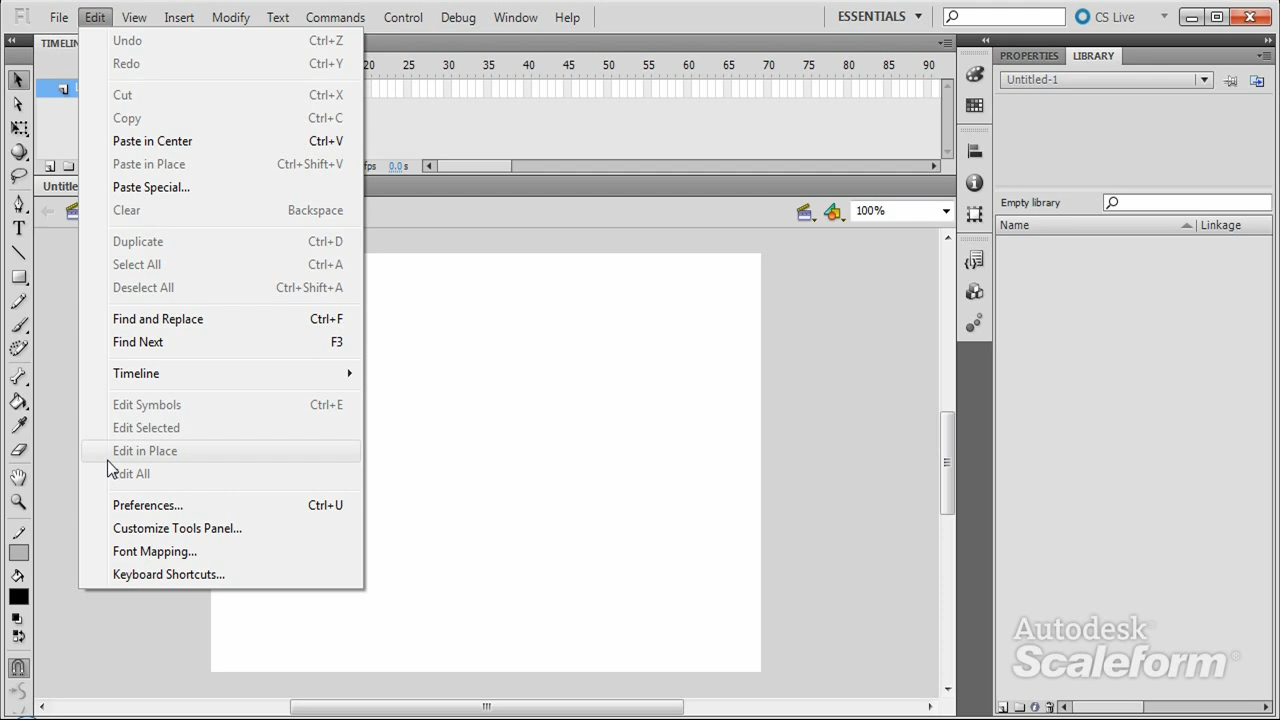 Fl File Edit View Insert Modify Text Commands Control Debug Window Help ESSENTIALS CS Live
TIMELIN
20 25 30 35 40 45 50 55 60 65 70 75 80 85 90
fps 0.0 s
Untitle
100%
Undo Ctrl+Z
Redo Ctrl+Y
Cut Ctrl+X
Copy Ctrl+C
Paste in Center Ctrl+V
Paste in Place Ctrl+Shift+V
Paste Special...
Clear Backspace
Duplicate Ctrl+D
Select All Ctrl+A
Deselect All Ctrl+Shift+A
Find and Replace Ctrl+F
Find Next F3
Timeline
Edit Symbols Ctrl+E
Edit Selected
Edit in Place
dit All
Preferences... Ctrl+U
Customize Tools Panel...
Font Mapping...
Keyboard Shortcuts...
PROPERTIES LIBRARY
Untitled-1
Empty library
Name Linkage
Autodesk®
Scaleform®